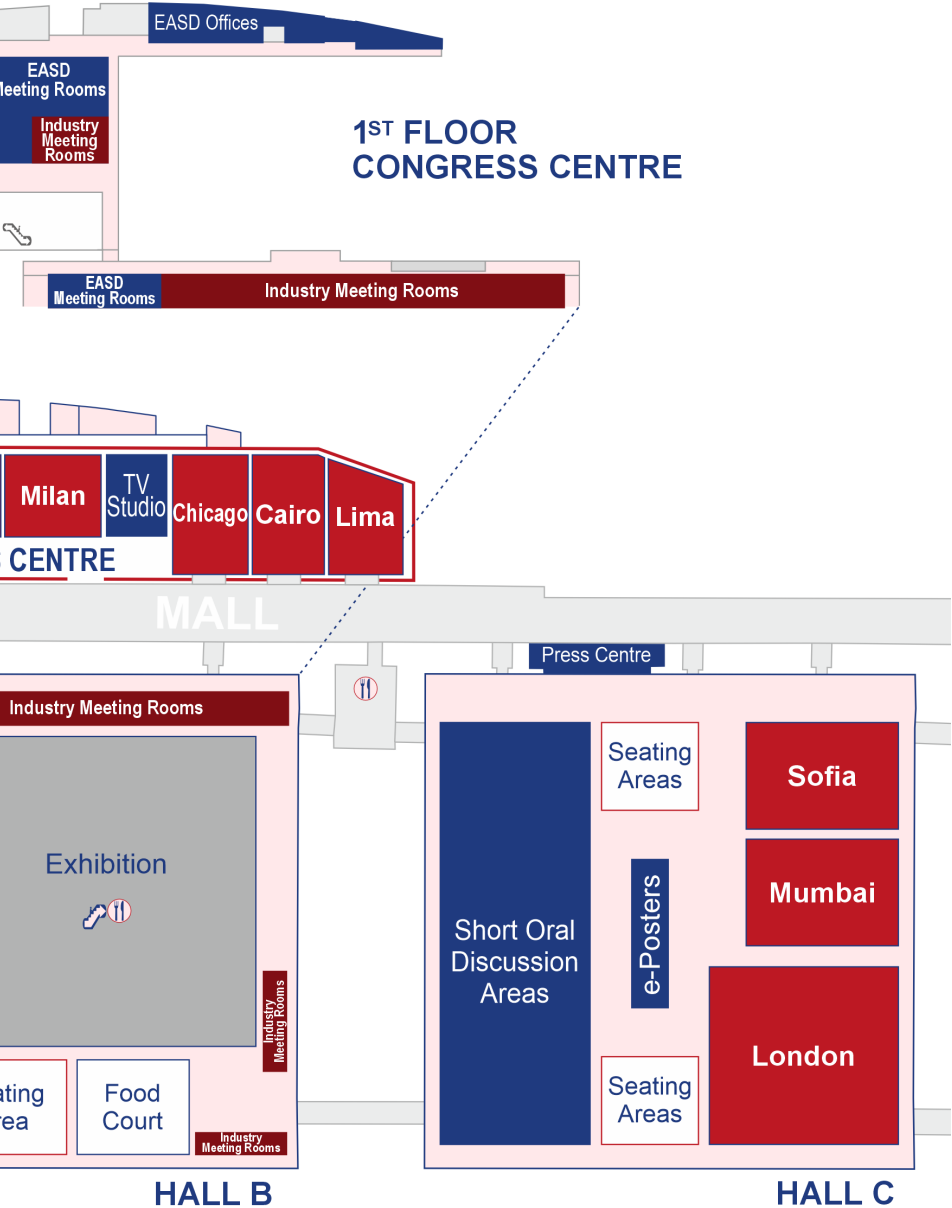 EASD Offices
EASD
Meeting Rooms
Industry
Meeting
Rooms
1ST FLOOR
CONGRESS CENTRE
EASD
Meeting Rooms
Industry Meeting Rooms
Milan
TV
Studio
Chicago
Cairo
Lima
CENTRE
MALL
Press Centre
Industry Meeting Rooms
Seating
Areas
Sofia
Exhibition
Mumbai
e-Posters
Short Oral
Discussion
Areas
Industry
Meeting Rooms
London
ating
ea
Food
Court
Seating
Areas
Industry
Meeting Rooms
HALL B
HALL C